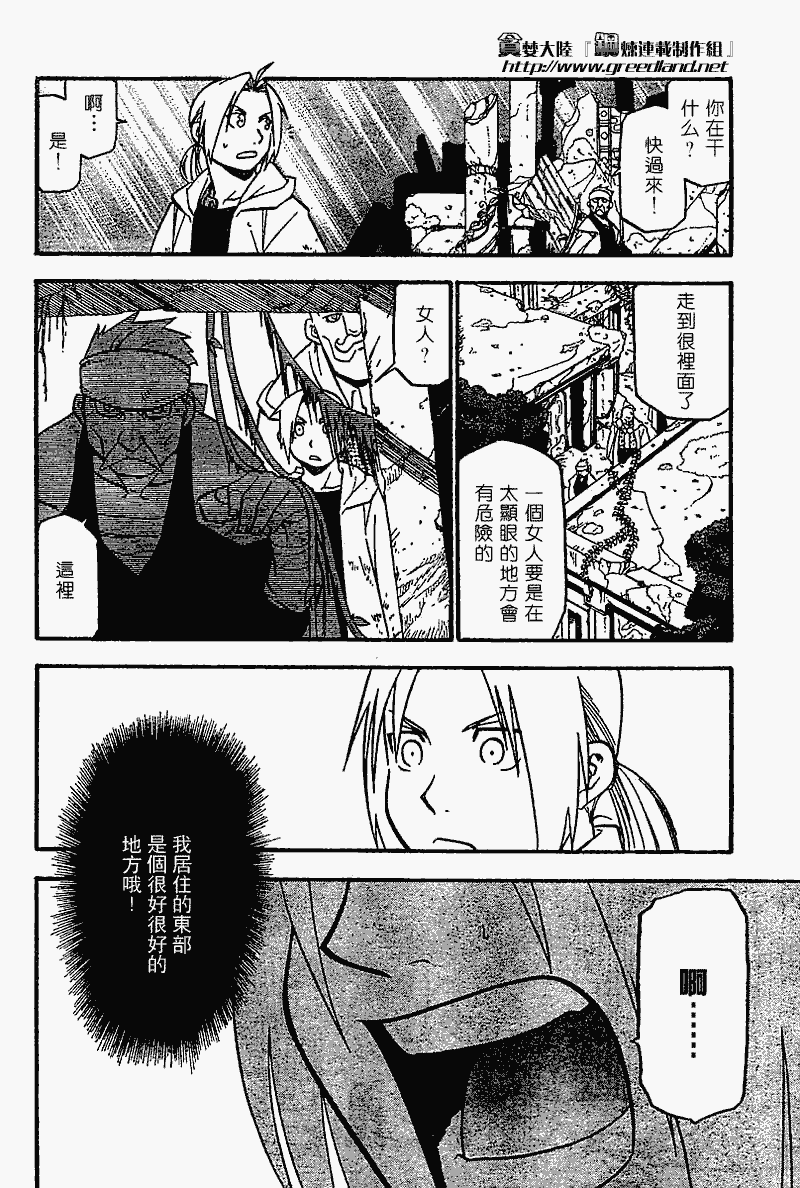 貪婪大陸『鋼煉連載制作組』
http://www.greedland.net
你在干
什么？
快過來！
啊…
是！
走到很裡面了
一個女人要是在
太顯眼的地方會
有危險的
女人？
這裡
我居住的東部
是個很好很好的
地方哦！
啊……